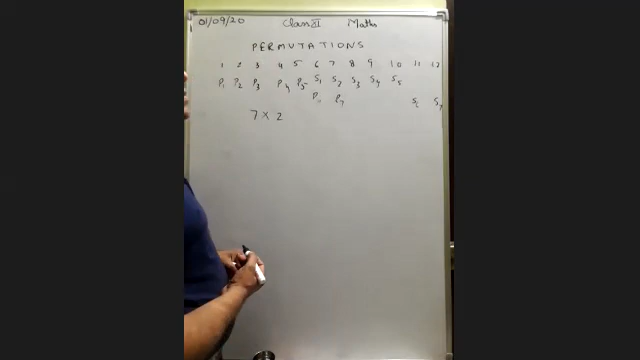 01/09/20 Class XI Maths
PERMUTATIONS
1 2 3 4 5 6 7 8 9 10 11 12
P1 P2 P3 P4 P5 S1 S2 S3 S4 S5
P6 P7 S6 S7
7 × 2